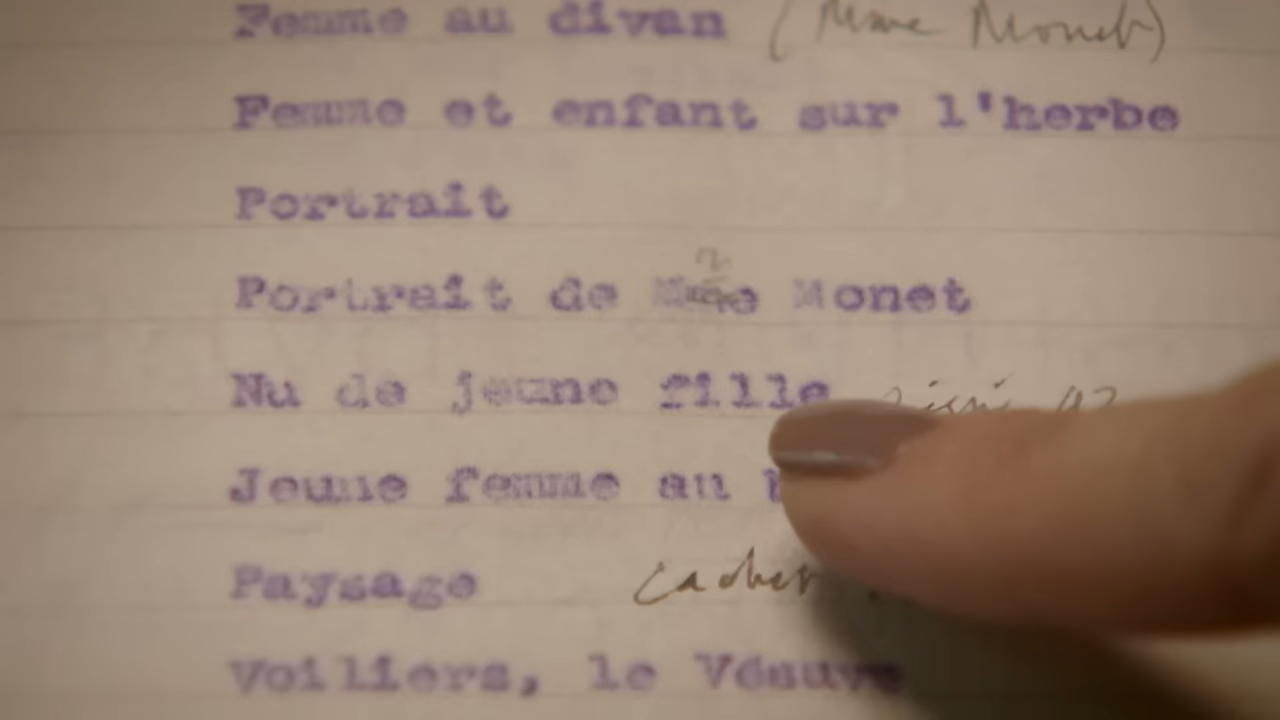 Femme au divan (Mme Monet)
Femme et enfant sur l'herbe
Portrait
Portrait de Mme Monet
Nu de jeune fille
Jeune femme au
Paysage cachet
Voiliers, le Vésuve